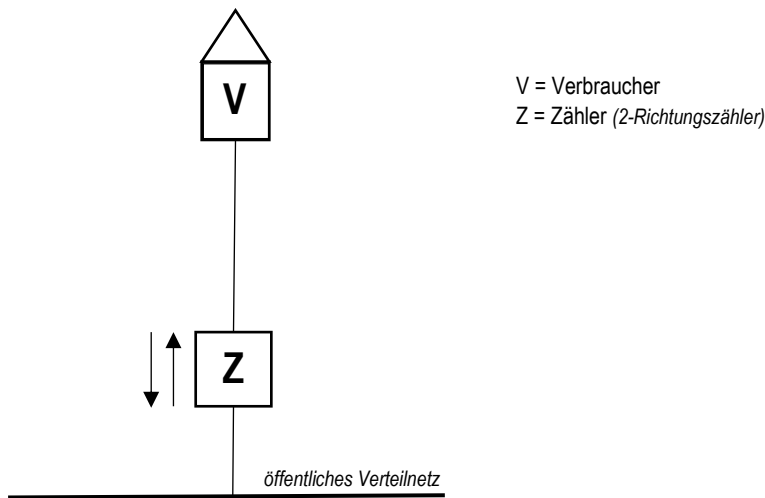 V
V = Verbraucher
Z = Zähler (2-Richtungszähler)
Z
öffentliches Verteilnetz